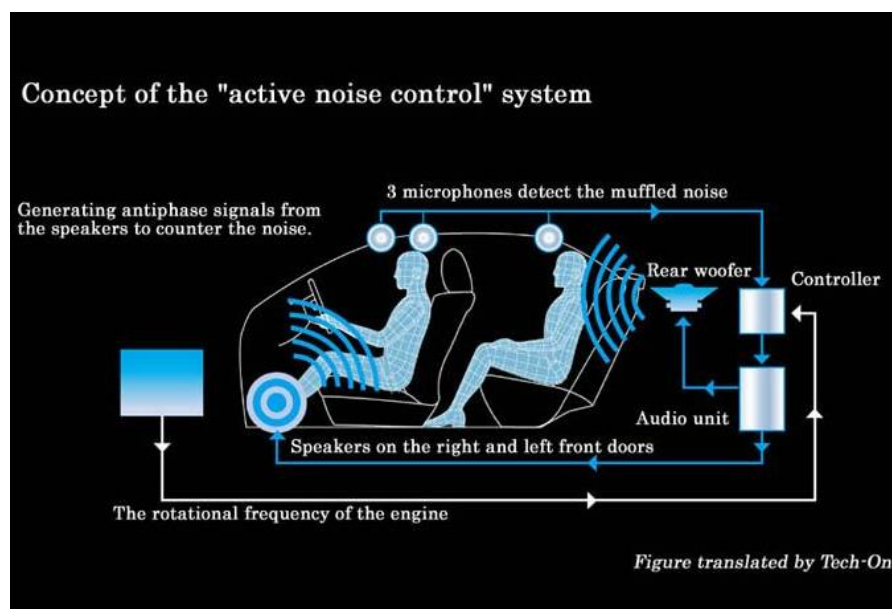 Concept of the "active noise control" system
3 microphones detect the muffled noise
Generating antiphase signals from
the speakers to counter the noise.
Rear woofer
Controller
Audio unit
Speakers on the right and left front doors
The rotational frequency of the engine
Figure translated by Tech-On